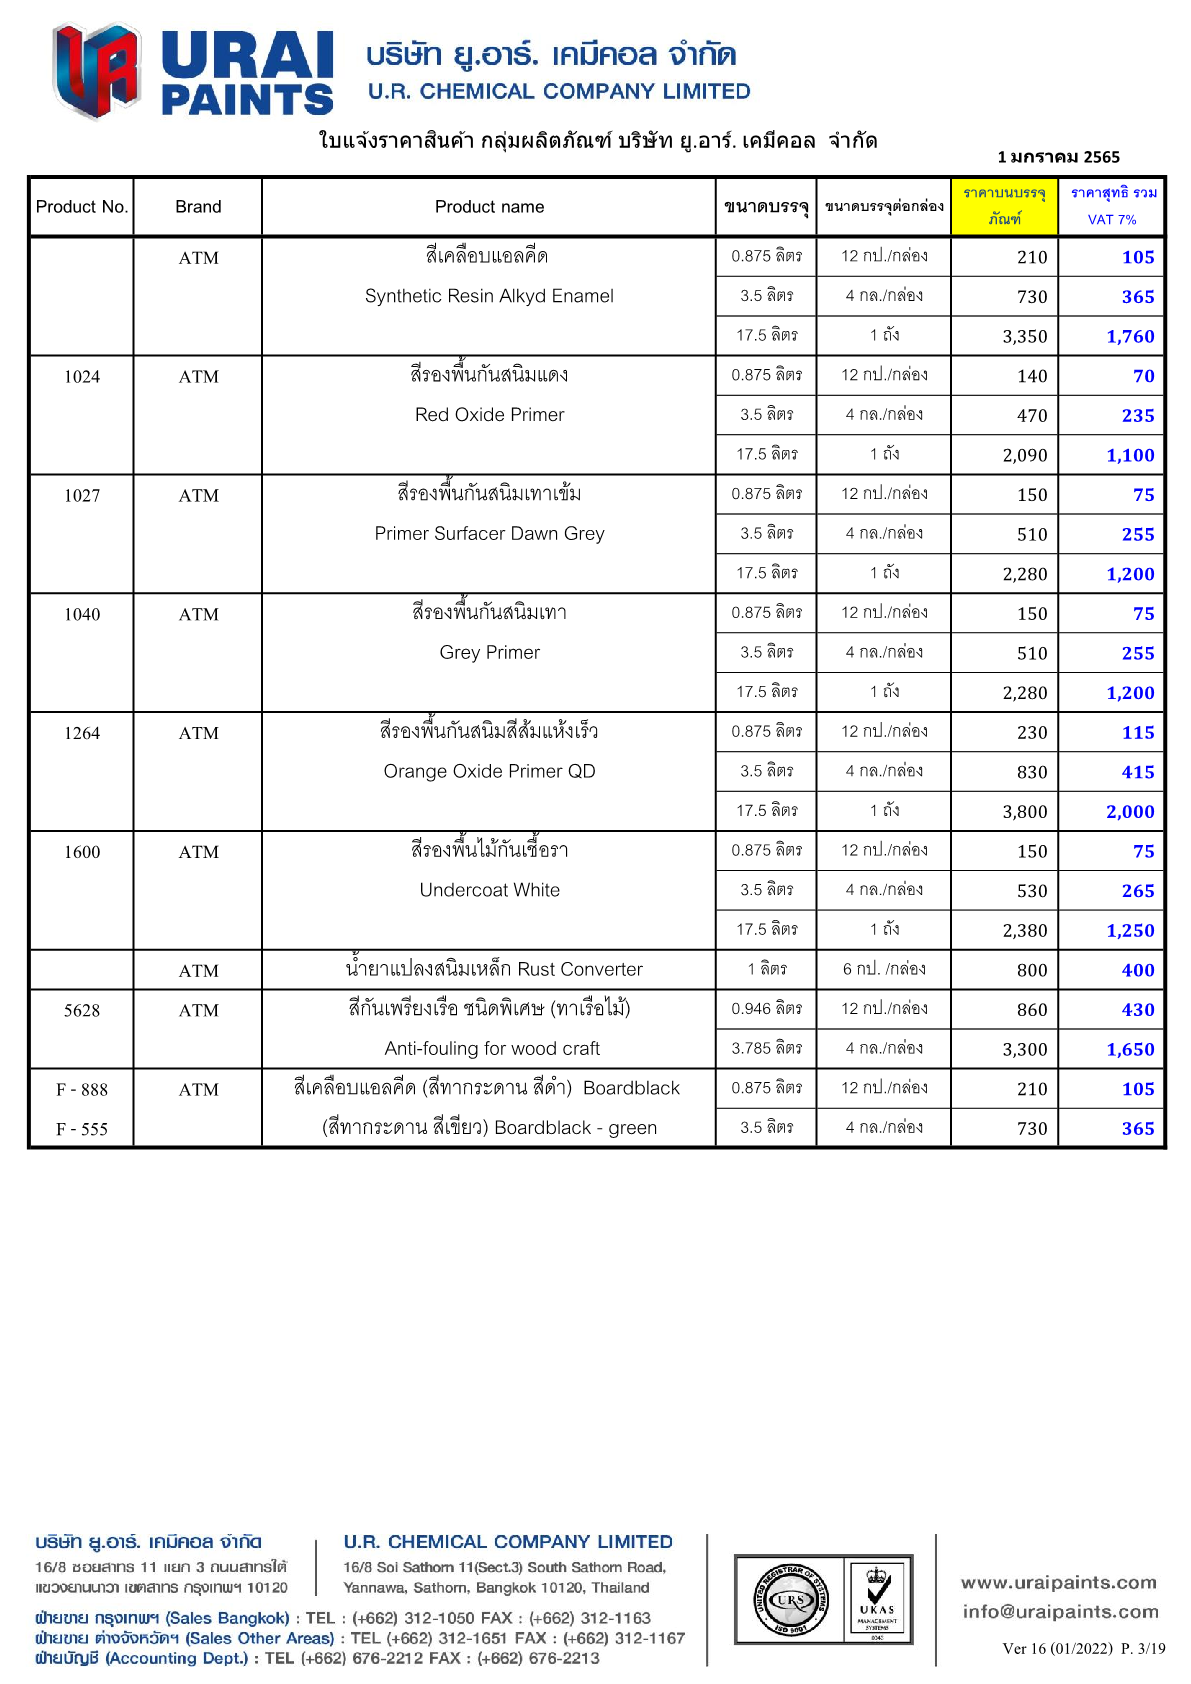 URAI
PAINTS
บริษัท ยู.อาร์. เคมีคอล จำกัด
U.R. CHEMICAL COMPANY LIMITED
ใบแจ้งราคาสินค้า กลุ่มผลิตภัณฑ์ บริษัท ยู.อาร์. เคมีคอล จำกัด
1 มกราคม 2565
Product No. Brand Product name ขนาดบรรจุ ขนาดบรรจุต่อกล่อง ราคาบนบรรจุ ราคาสุทธิ รวม
ภัณฑ์ VAT 7%
ATM สีเคลือบแอลคีด 0.875 ลิตร 12 กป./กล่อง 210 105
Synthetic Resin Alkyd Enamel 3.5 ลิตร 4 กล./กล่อง 730 365
17.5 ลิตร 1 ถัง 3,350 1,760
1024 ATM สีรองพื้นกันสนิมแดง 0.875 ลิตร 12 กป./กล่อง 140 70
Red Oxide Primer 3.5 ลิตร 4 กล./กล่อง 470 235
17.5 ลิตร 1 ถัง 2,090 1,100
1027 ATM สีรองพื้นกันสนิมเทาเข้ม 0.875 ลิตร 12 กป./กล่อง 150 75
Primer Surfacer Dawn Grey 3.5 ลิตร 4 กล./กล่อง 510 255
17.5 ลิตร 1 ถัง 2,280 1,200
1040 ATM สีรองพื้นกันสนิมเทา 0.875 ลิตร 12 กป./กล่อง 150 75
Grey Primer 3.5 ลิตร 4 กล./กล่อง 510 255
17.5 ลิตร 1 ถัง 2,280 1,200
1264 ATM สีรองพื้นกันสนิมสีส้มแห้งเร็ว 0.875 ลิตร 12 กป./กล่อง 230 115
Orange Oxide Primer QD 3.5 ลิตร 4 กล./กล่อง 830 415
17.5 ลิตร 1 ถัง 3,800 2,000
1600 ATM สีรองพื้นไม้กันเชื้อรา 0.875 ลิตร 12 กป./กล่อง 150 75
Undercoat White 3.5 ลิตร 4 กล./กล่อง 530 265
17.5 ลิตร 1 ถัง 2,380 1,250
ATM น้ำยาแปลงสนิมเหล็ก Rust Converter 1 ลิตร 6 กป. /กล่อง 800 400
5628 ATM สีกันเพรียงเรือ ชนิดพิเศษ (ทาเรือไม้) 0.946 ลิตร 12 กป./กล่อง 860 430
Anti-fouling for wood craft 3.785 ลิตร 4 กล./กล่อง 3,300 1,650
F - 888 ATM สีเคลือบแอลคีด (สีทากระดาน สีดำ) Boardblack 0.875 ลิตร 12 กป./กล่อง 210 105
F - 555 (สีทากระดาน สีเขียว) Boardblack - green 3.5 ลิตร 4 กล./กล่อง 730 365
บริษัท ยู.อาร์. เคมีคอล จำกัด
16/8 ซอยสาทร 11 แยก 3 ถนนสาทรใต้
แขวงยานนาวา เขตสาทร กรุงเทพฯ 10120
U.R. CHEMICAL COMPANY LIMITED
16/8 Soi Sathorn 11(Sect.3) South Sathorn Road,
Yannawa, Sathorn, Bangkok 10120, Thailand
ฝ่ายขาย กรุงเทพฯ (Sales Bangkok) : TEL : (+662) 312-1050 FAX : (+662) 312-1163
ฝ่ายขาย ต่างจังหวัดฯ (Sales Other Areas) : TEL (+662) 312-1651 FAX : (+662) 312-1167
ฝ่ายบัญชี (Accounting Dept.) : TEL (+662) 676-2212 FAX : (+662) 676-2213
UNITED REGISTRAR OF SYSTEMS
URS
ISO 9001
UKAS
MANAGEMENT
SYSTEMS
www.uraipaints.com
info@uraipaints.com
Ver 16 (01/2022) P. 3/19